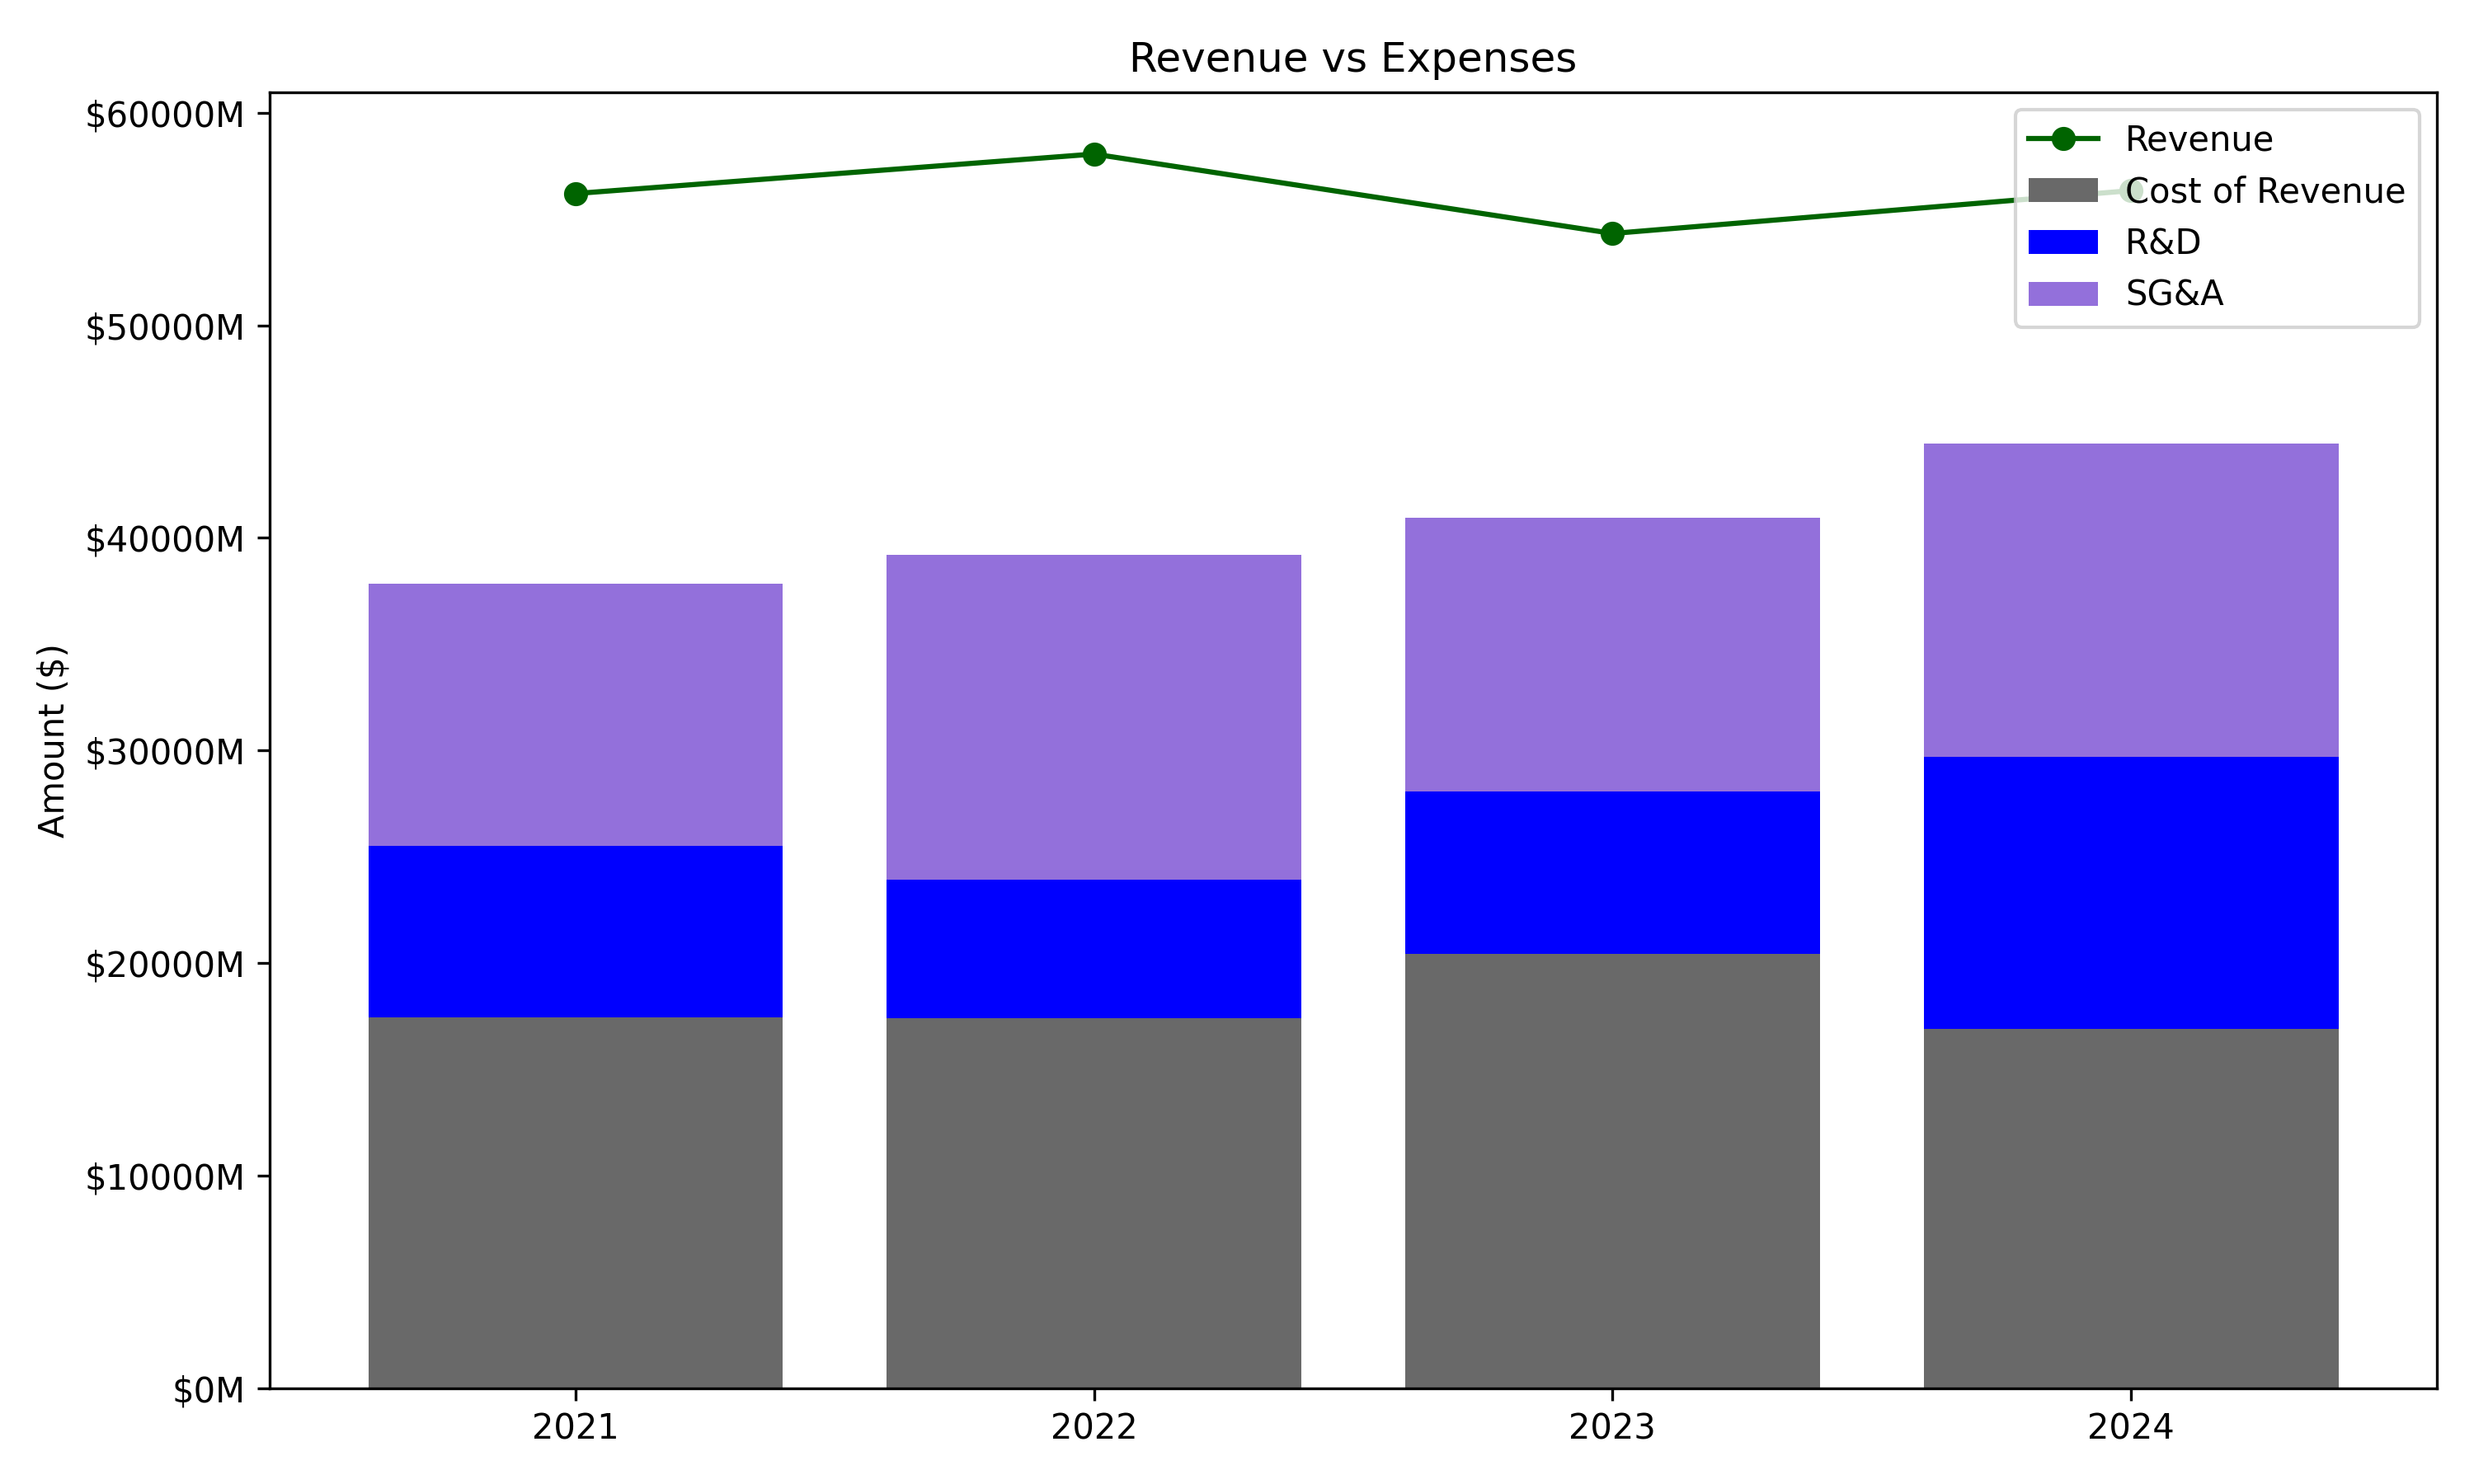 Revenue vs Expenses
$60000M
$50000M
$40000M
$30000M
$20000M
$10000M
$0M
Amount ($)
Revenue
Cost of Revenue
R&D
SG&A
2021
2022
2023
2024